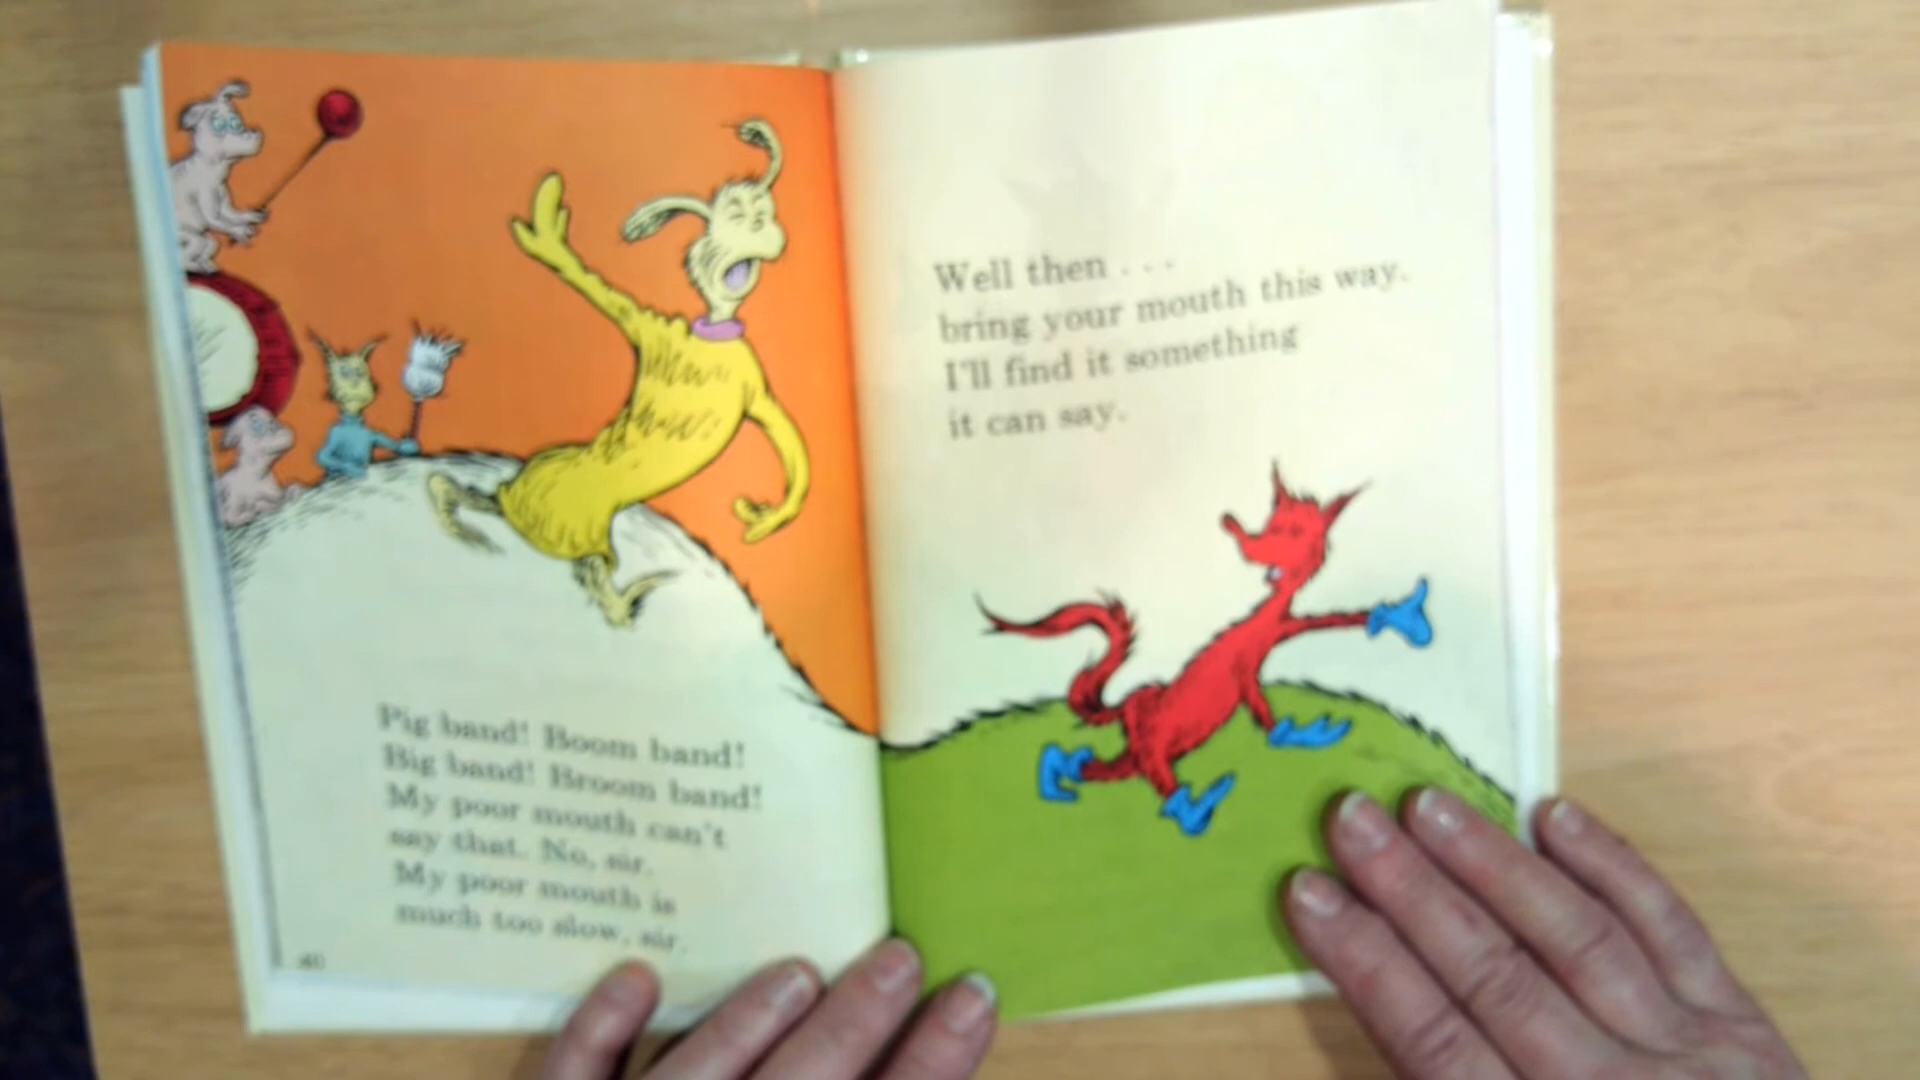 Pig band! Boom band!
Big band! Broom band!
My poor mouth can't
say that. No, sir.
My poor mouth is
much too slow, sir.
40
Well then . . .
bring your mouth this way.
I'll find it something
it can say.